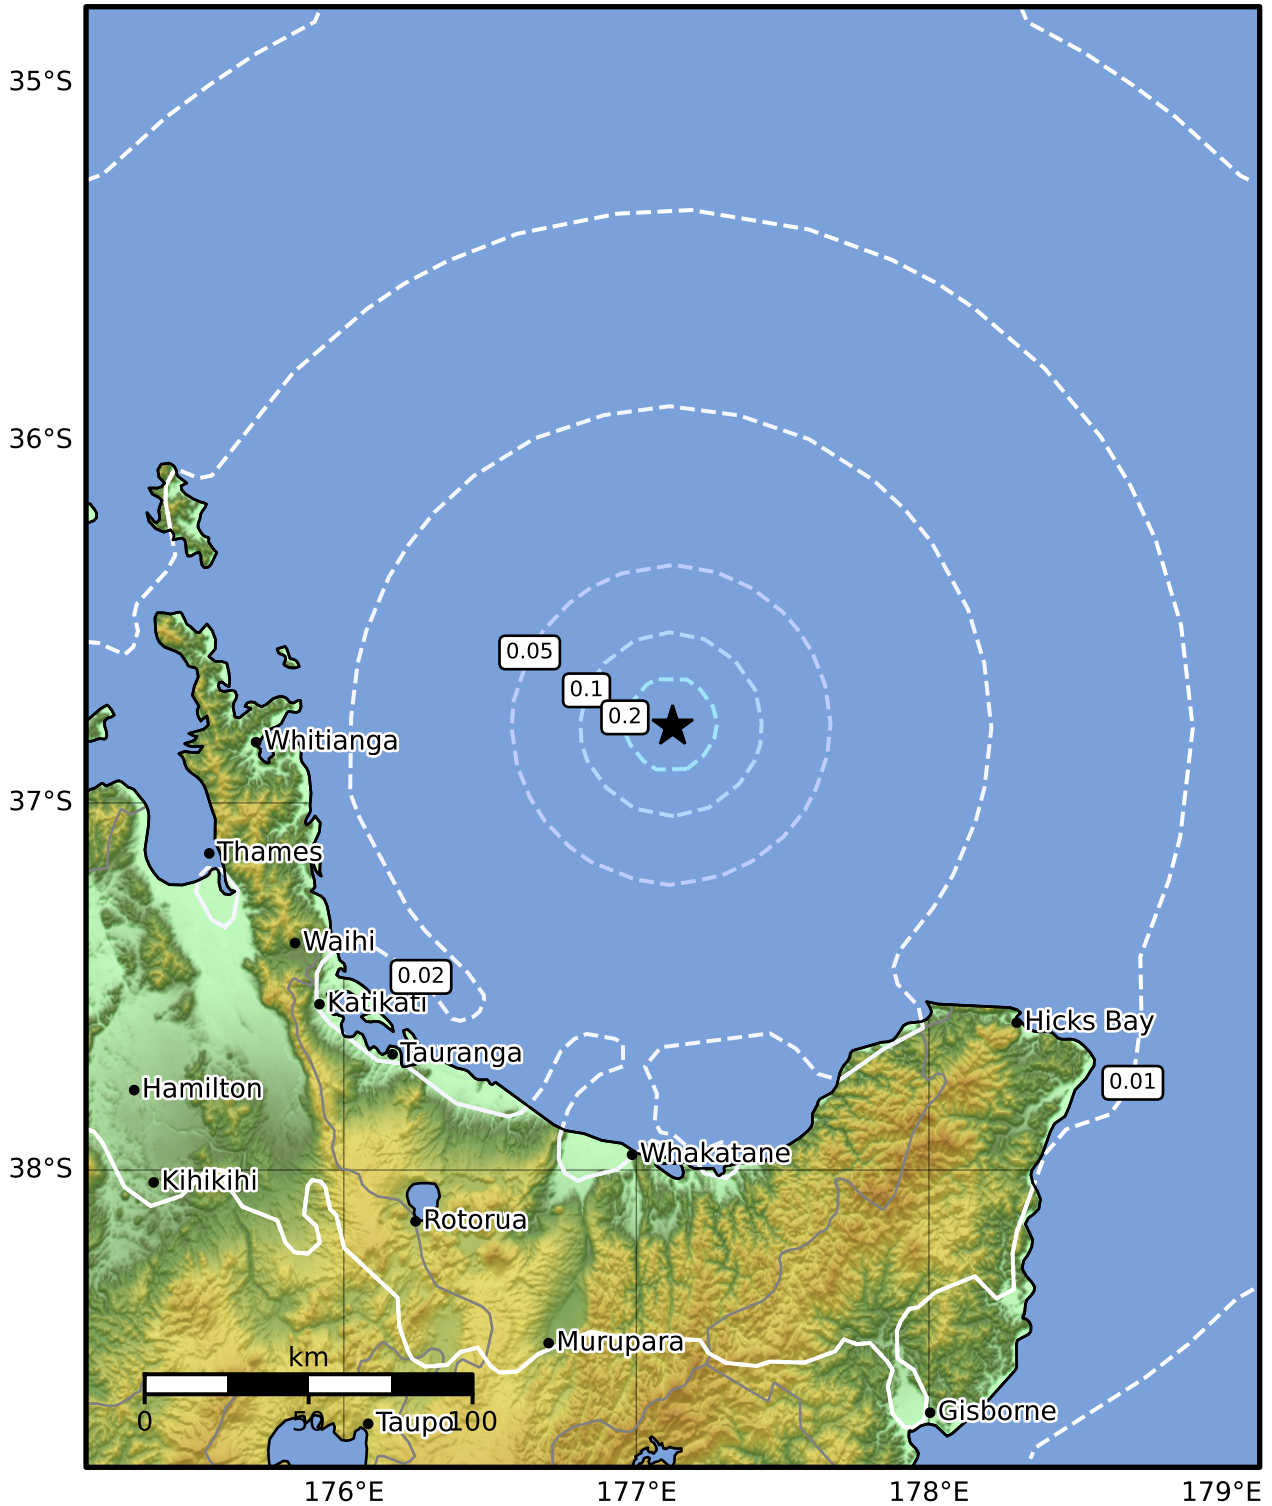 35°S
36°S
0.05
0.1
0.2
Whitianga
37°S
Thames
Waihi
0.02
Katikati
Hicks Bay
Tauranga
0.01
Hamilton
Whakatane
38°S
Kihikihi
Rotorua
Murupara
km
Gisborne
0 50 100
Taupo
176°E 177°E 178°E 179°E